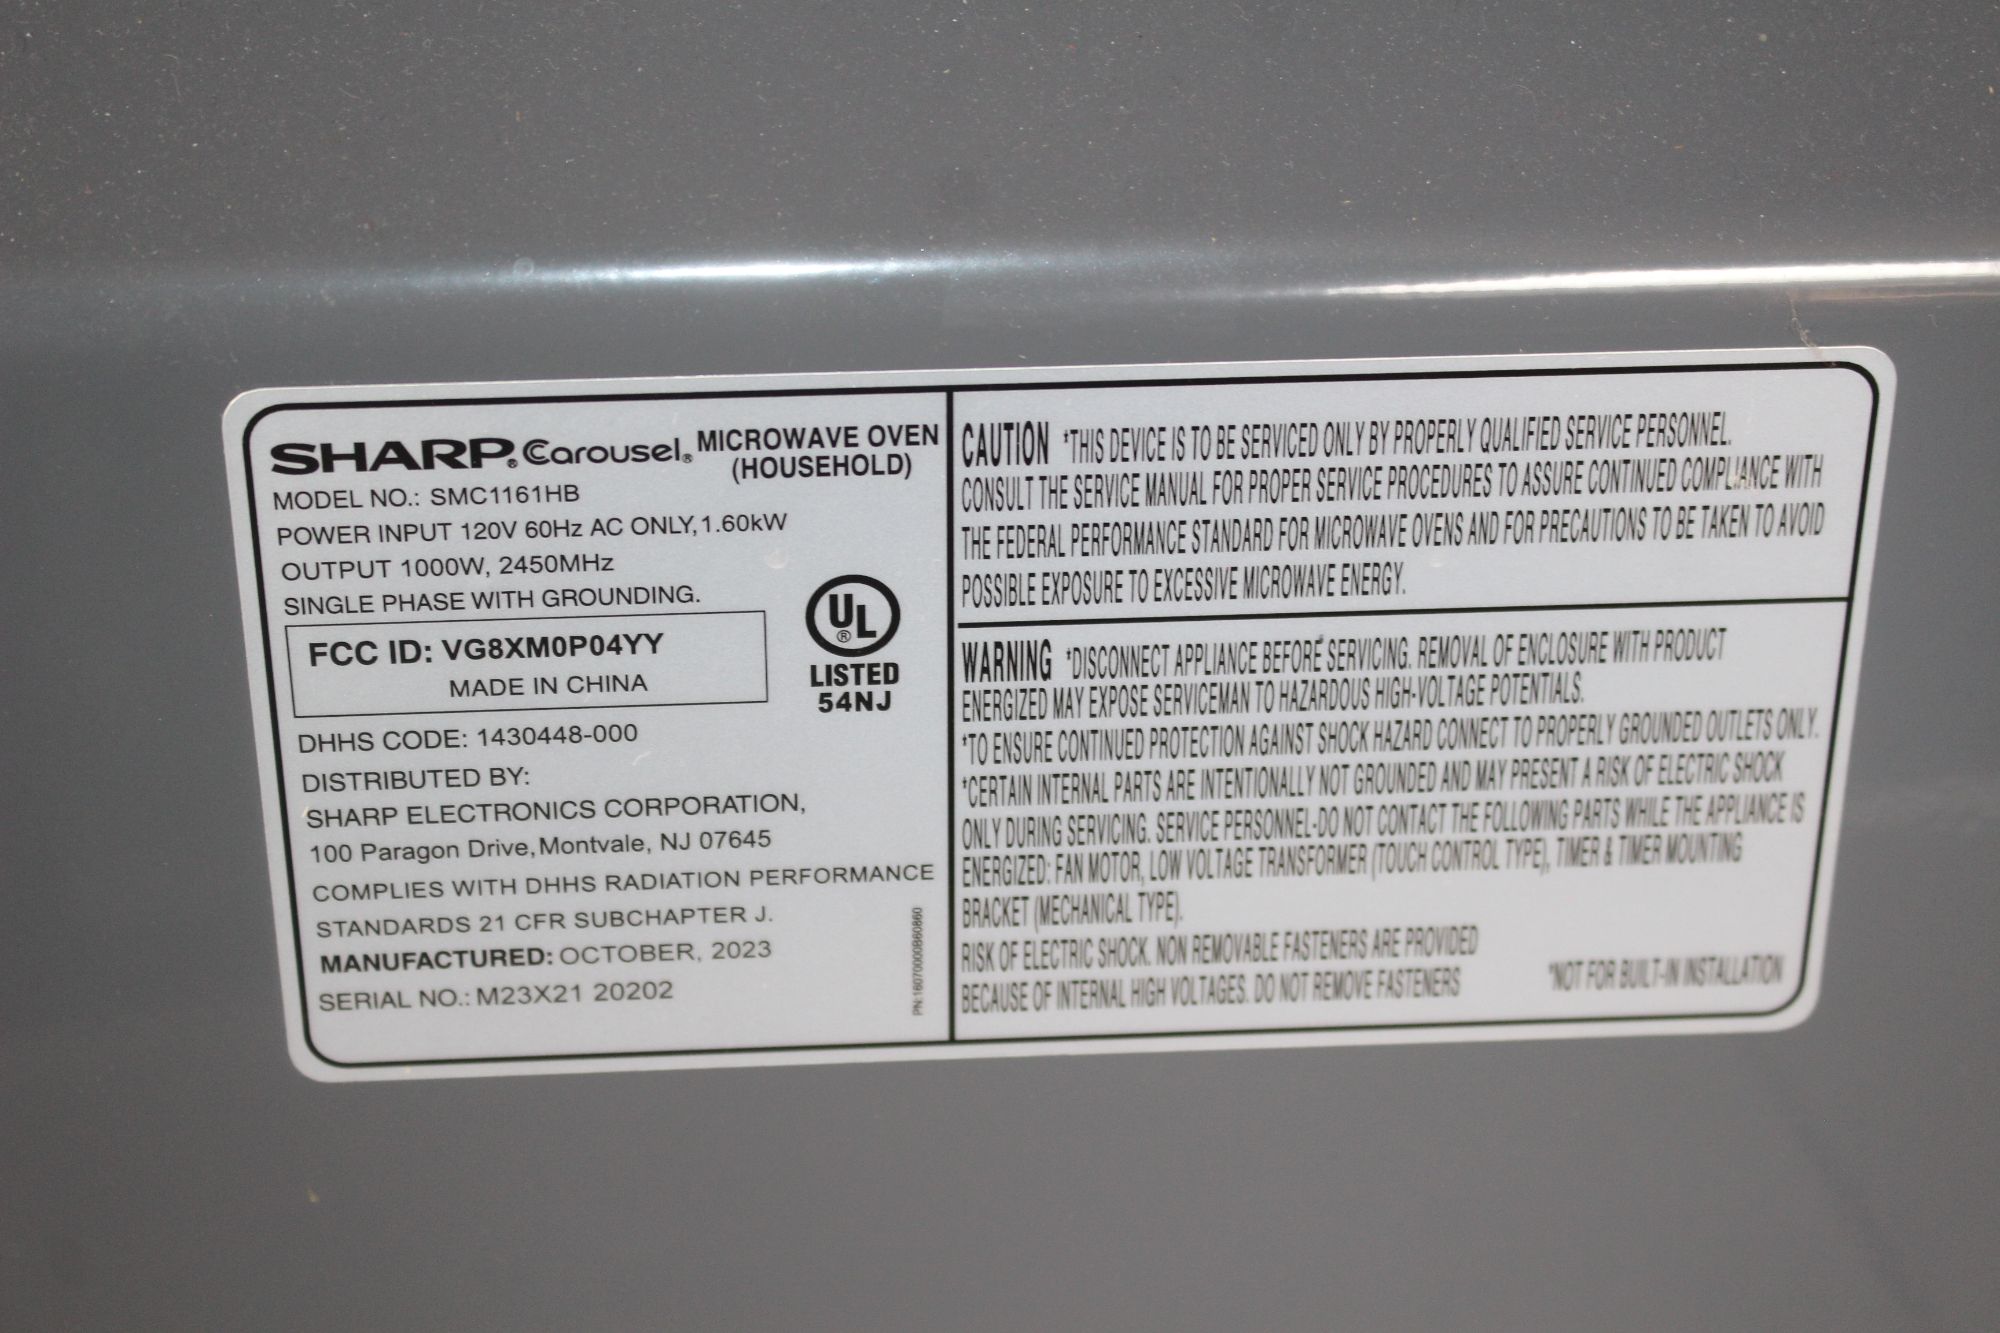 SHARP® Carousel® MICROWAVE OVEN
(HOUSEHOLD)
MODEL NO.: SMC1161HB
POWER INPUT 120V 60Hz AC ONLY, 1.60kW
OUTPUT 1000W, 2450MHz
SINGLE PHASE WITH GROUNDING.
FCC ID: VG8XM0P04YY
MADE IN CHINA
UL®
LISTED
54NJ
DHHS CODE: 1430448-000
DISTRIBUTED BY:
SHARP ELECTRONICS CORPORATION,
100 Paragon Drive, Montvale, NJ 07645
COMPLIES WITH DHHS RADIATION PERFORMANCE
STANDARDS 21 CFR SUBCHAPTER J.
MANUFACTURED: OCTOBER, 2023
SERIAL NO.: M23X21 20202
CAUTION *THIS DEVICE IS TO BE SERVICED ONLY BY PROPERLY QUALIFIED SERVICE PERSONNEL.
CONSULT THE SERVICE MANUAL FOR PROPER SERVICE PROCEDURES TO ASSURE CONTINUED COMPLIANCE WITH
THE FEDERAL PERFORMANCE STANDARD FOR MICROWAVE OVENS AND FOR PRECAUTIONS TO BE TAKEN TO AVOID
POSSIBLE EXPOSURE TO EXCESSIVE MICROWAVE ENERGY.
WARNING *DISCONNECT APPLIANCE BEFORE SERVICING. REMOVAL OF ENCLOSURE WITH PRODUCT
ENERGIZED MAY EXPOSE SERVICEMAN TO HAZARDOUS HIGH-VOLTAGE POTENTIALS.
*TO ENSURE CONTINUED PROTECTION AGAINST SHOCK HAZARD CONNECT TO PROPERLY GROUNDED OUTLETS ONLY.
*CERTAIN INTERNAL PARTS ARE INTENTIONALLY NOT GROUNDED AND MAY PRESENT A RISK OF ELECTRIC SHOCK
ONLY DURING SERVICING. SERVICE PERSONNEL-DO NOT CONTACT THE FOLLOWING PARTS WHILE THE APPLIANCE IS
ENERGIZED: FAN MOTOR, LOW VOLTAGE TRANSFORMER (TOUCH CONTROL TYPE), TIMER & TIMER MOUNTING
BRACKET (MECHANICAL TYPE).
RISK OF ELECTRIC SHOCK. NON REMOVABLE FASTENERS ARE PROVIDED
BECAUSE OF INTERNAL HIGH VOLTAGES. DO NOT REMOVE FASTENERS
*NOT FOR BUILT-IN INSTALLATION